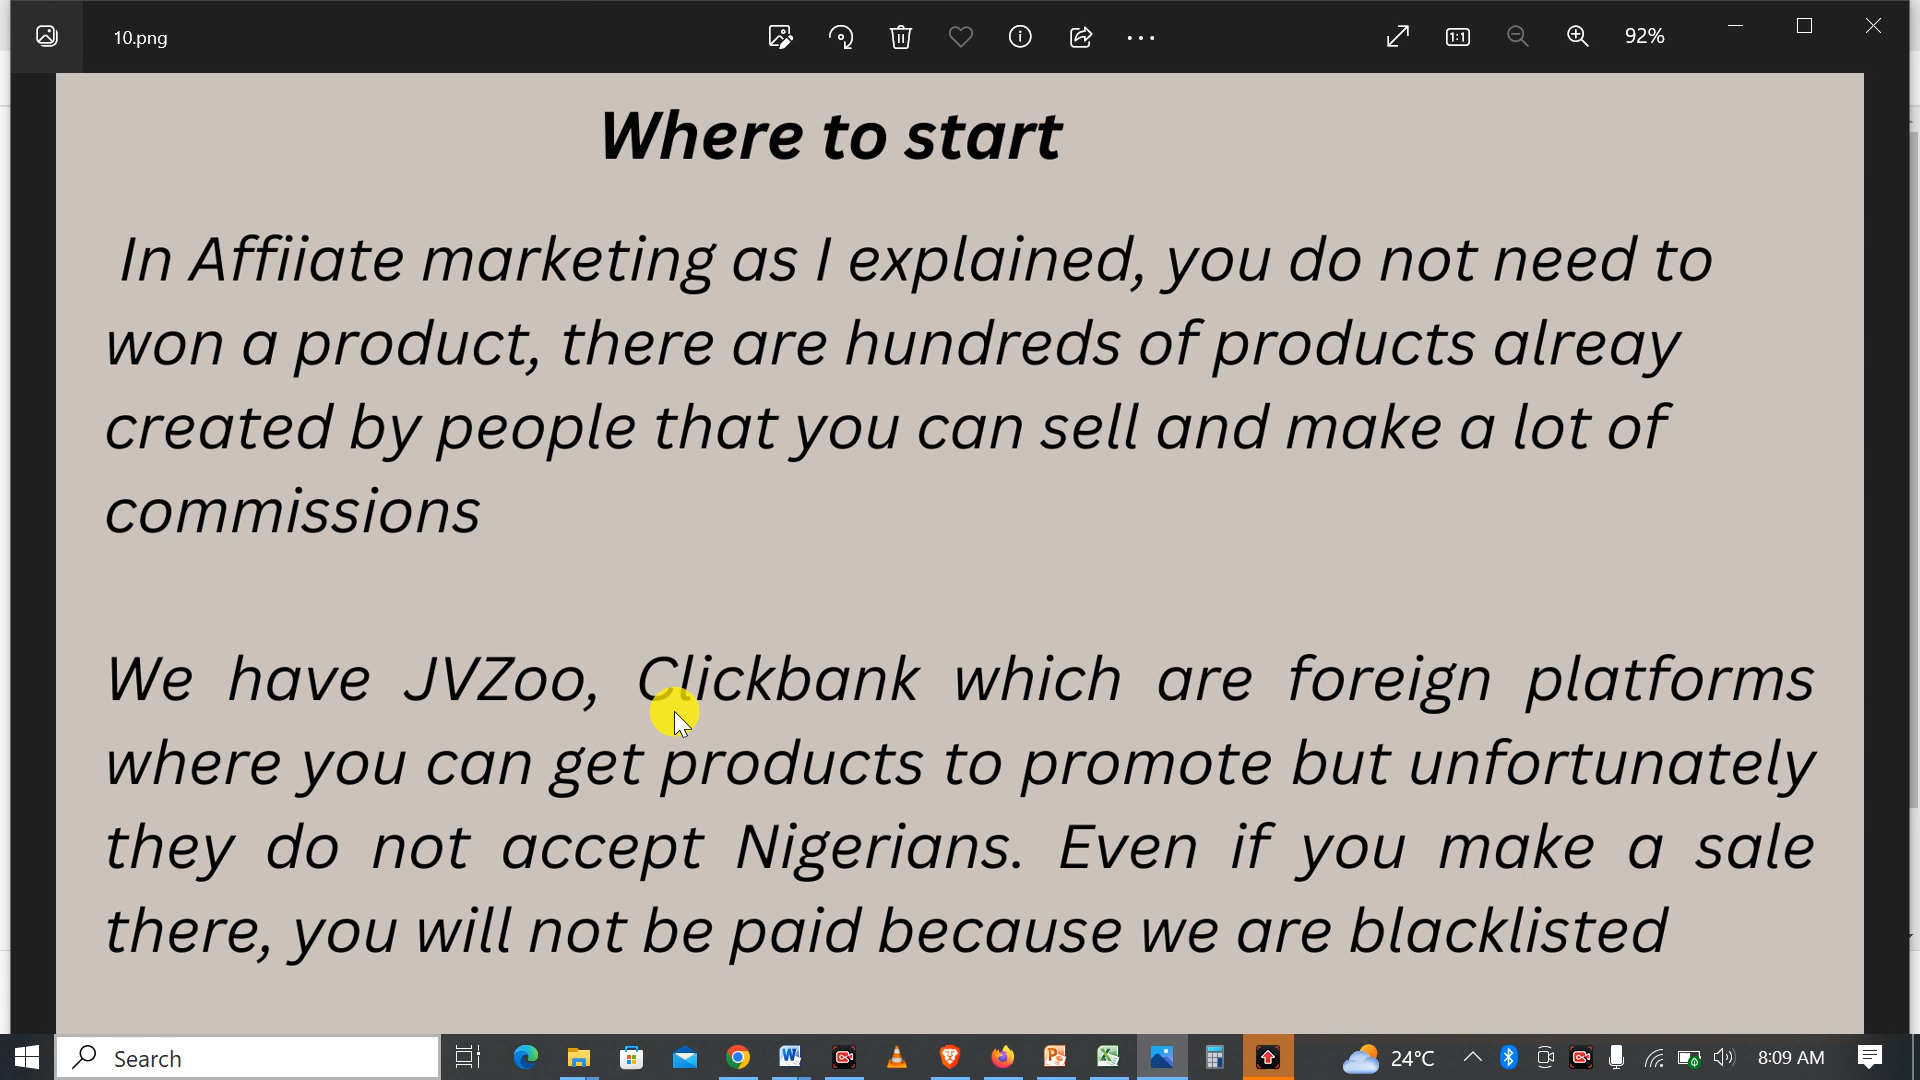 10.png
92%
Where to start
In Affiiate marketing as I explained, you do not need to
won a product, there are hundreds of products alreay
created by people that you can sell and make a lot of
commissions
We have JVZoo, Clickbank which are foreign platforms
where you can get products to promote but unfortunately
they do not accept Nigerians. Even if you make a sale
there, you will not be paid because we are blacklisted
Search
24°C
8:09 AM